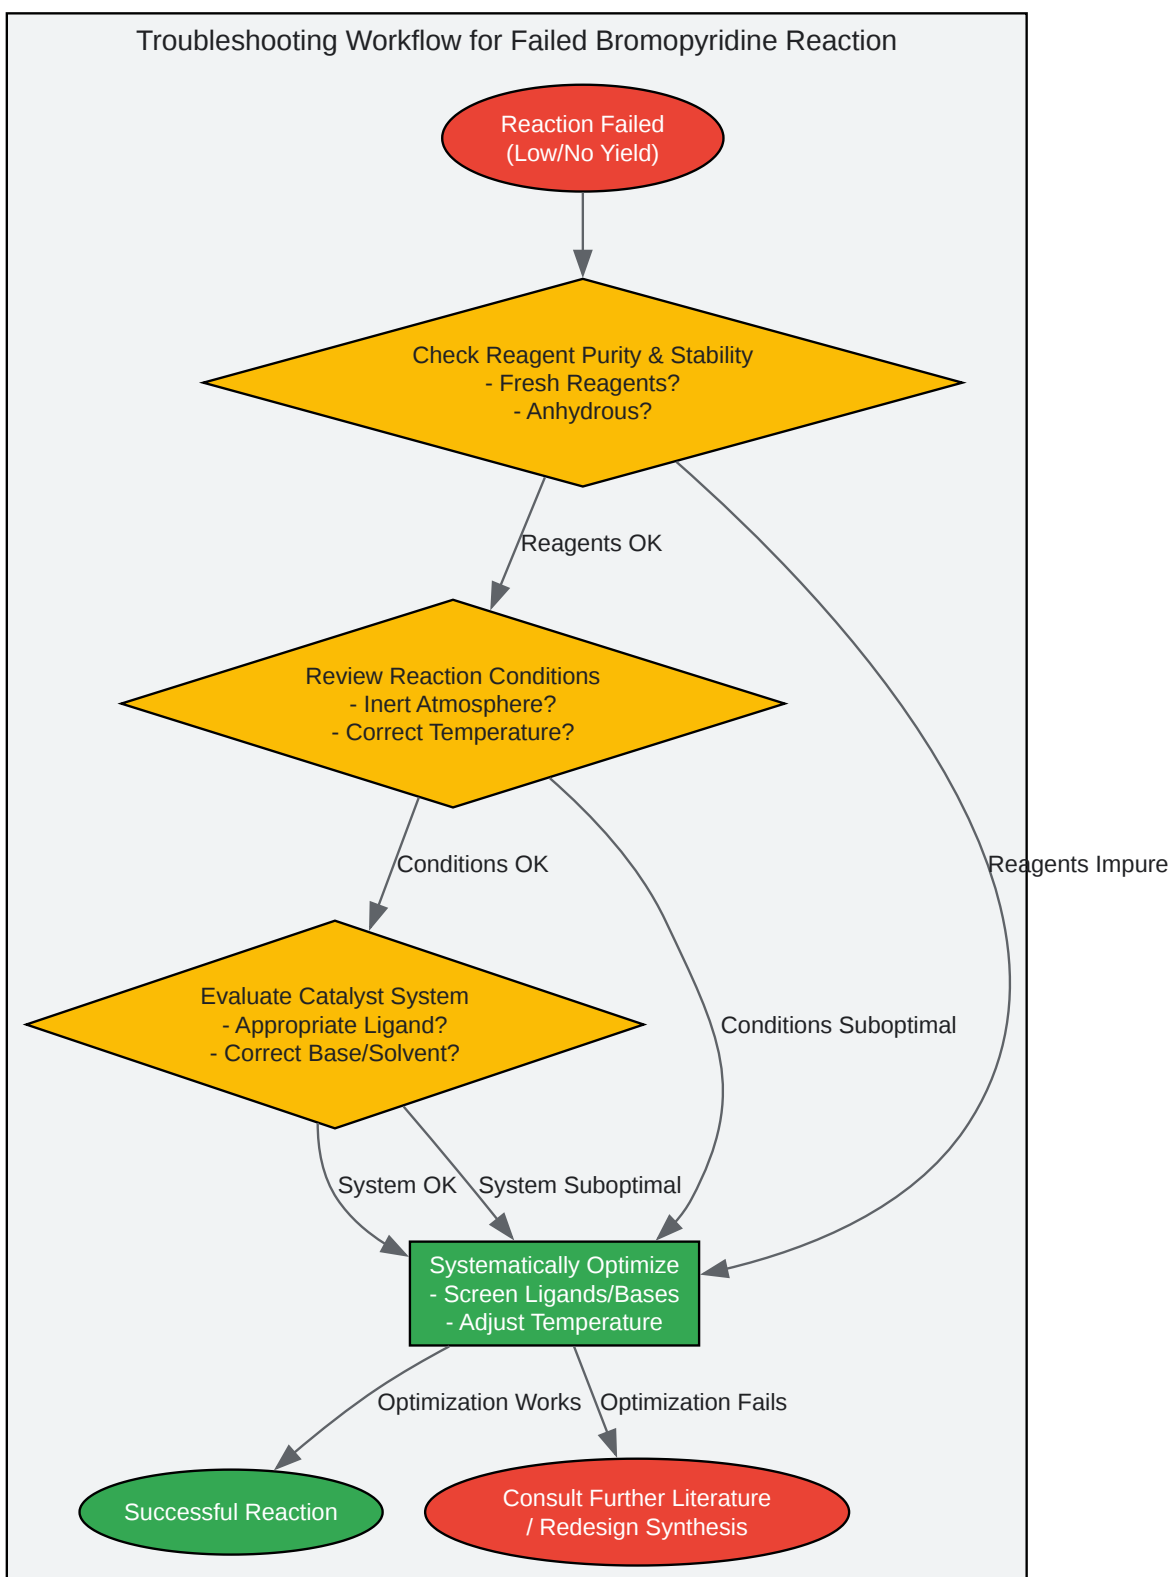 Troubleshooting Workflow for Failed Bromopyridine Reaction
Reaction Failed
(Low/No Yield)
Check Reagent Purity & Stability
- Fresh Reagents?
- Anhydrous?
Reagents OK
Review Reaction Conditions
- Inert Atmosphere?
- Correct Temperature?
Conditions OK
Reagents Impure
Evaluate Catalyst System
- Appropriate Ligand?
- Correct Base/Solvent?
Conditions Suboptimal
System OK
System Suboptimal
Systematically Optimize
- Screen Ligands/Bases
- Adjust Temperature
Optimization Works
Optimization Fails
Successful Reaction
Consult Further Literature
/ Redesign Synthesis